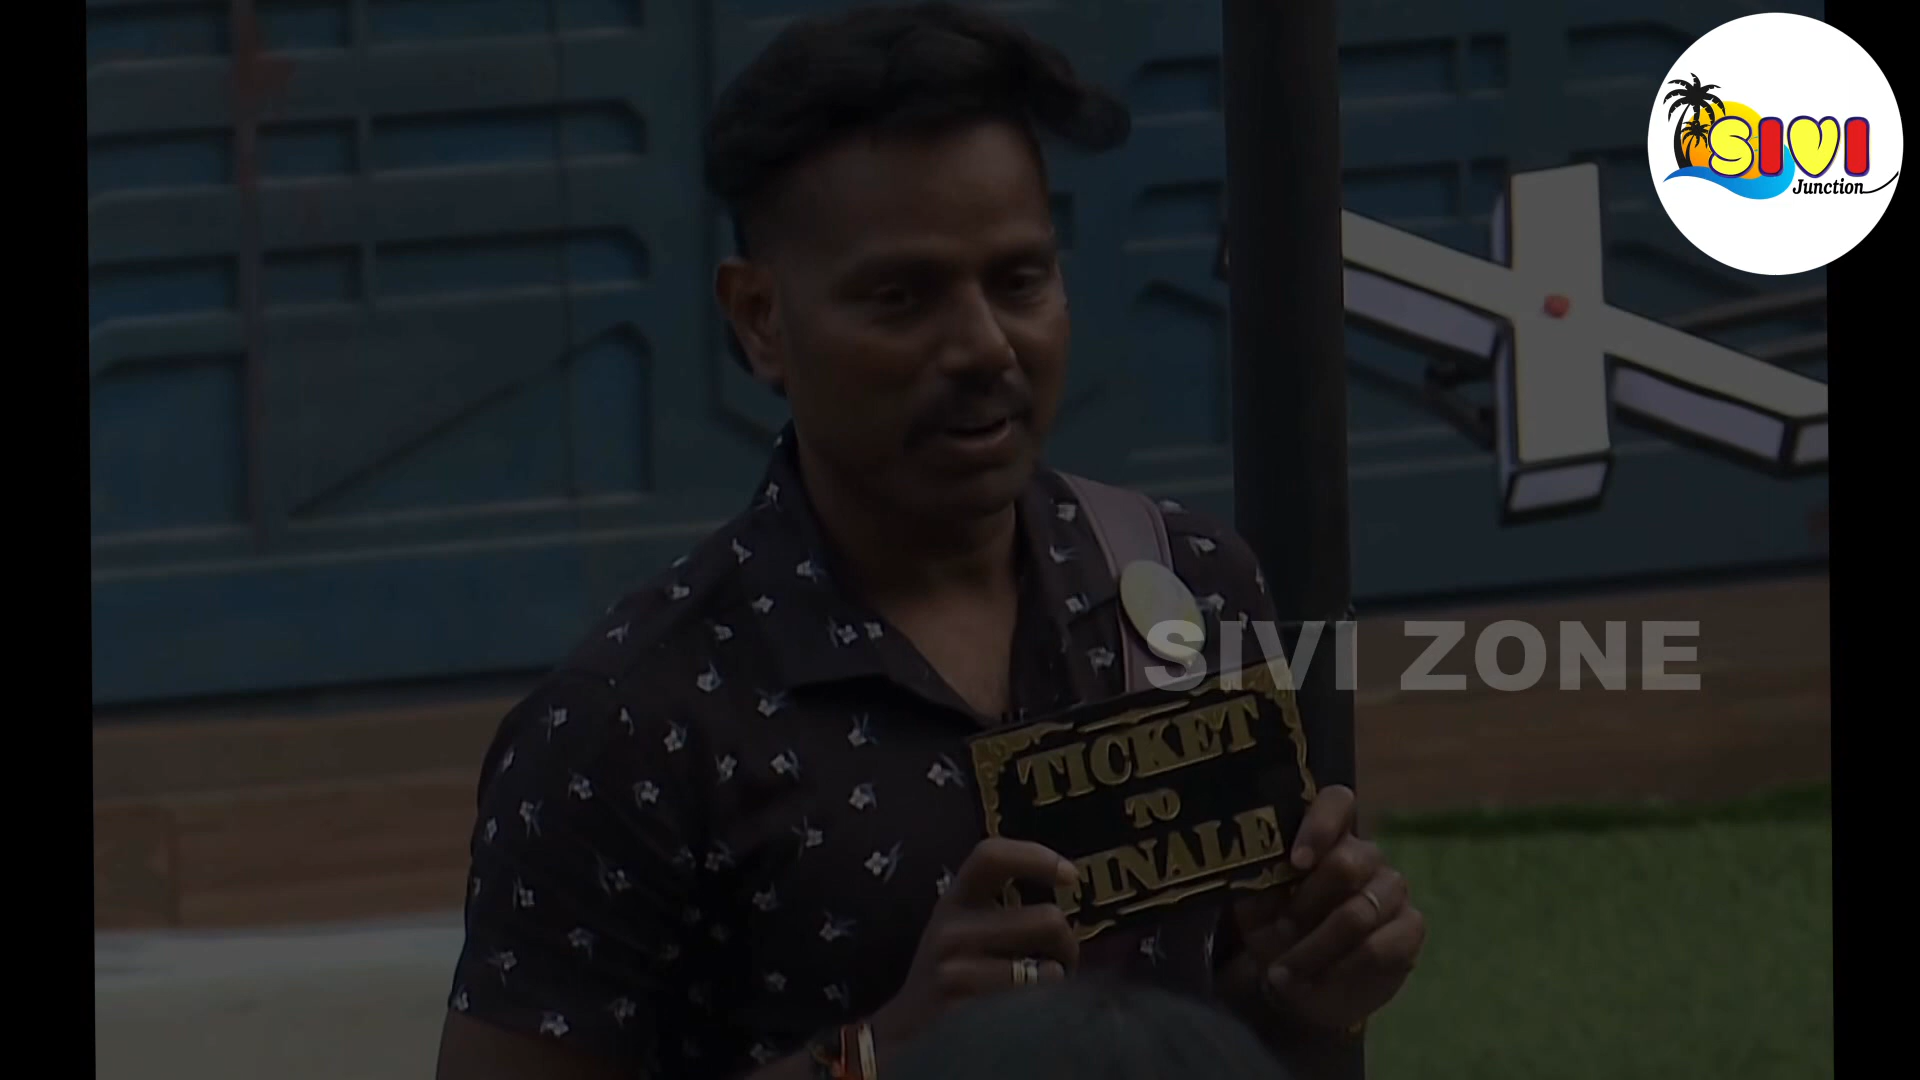 SIVI
Junction
SIVI ZONE
TICKET
TO
FINALE